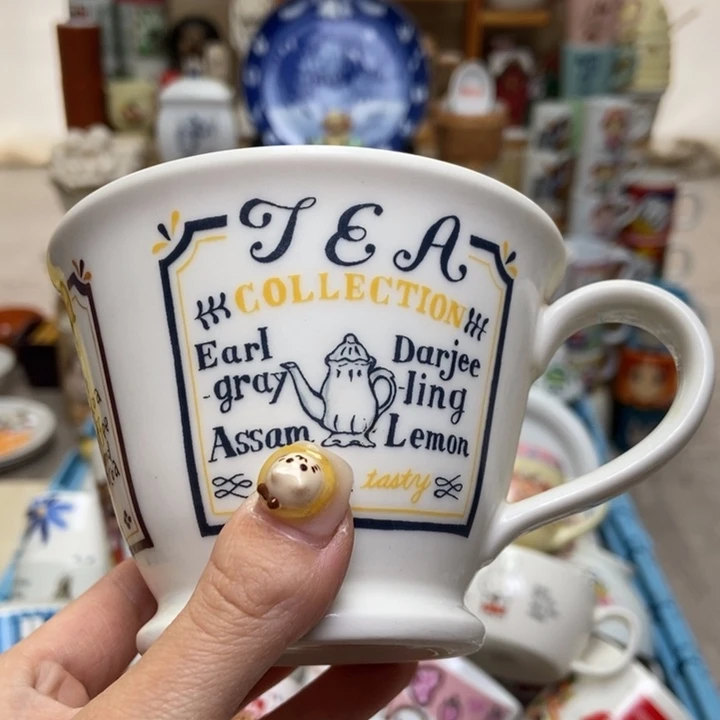 TEA
COLLECTION
Earl
-gray
Darjee
-ling
Assam
Lemon
tasty